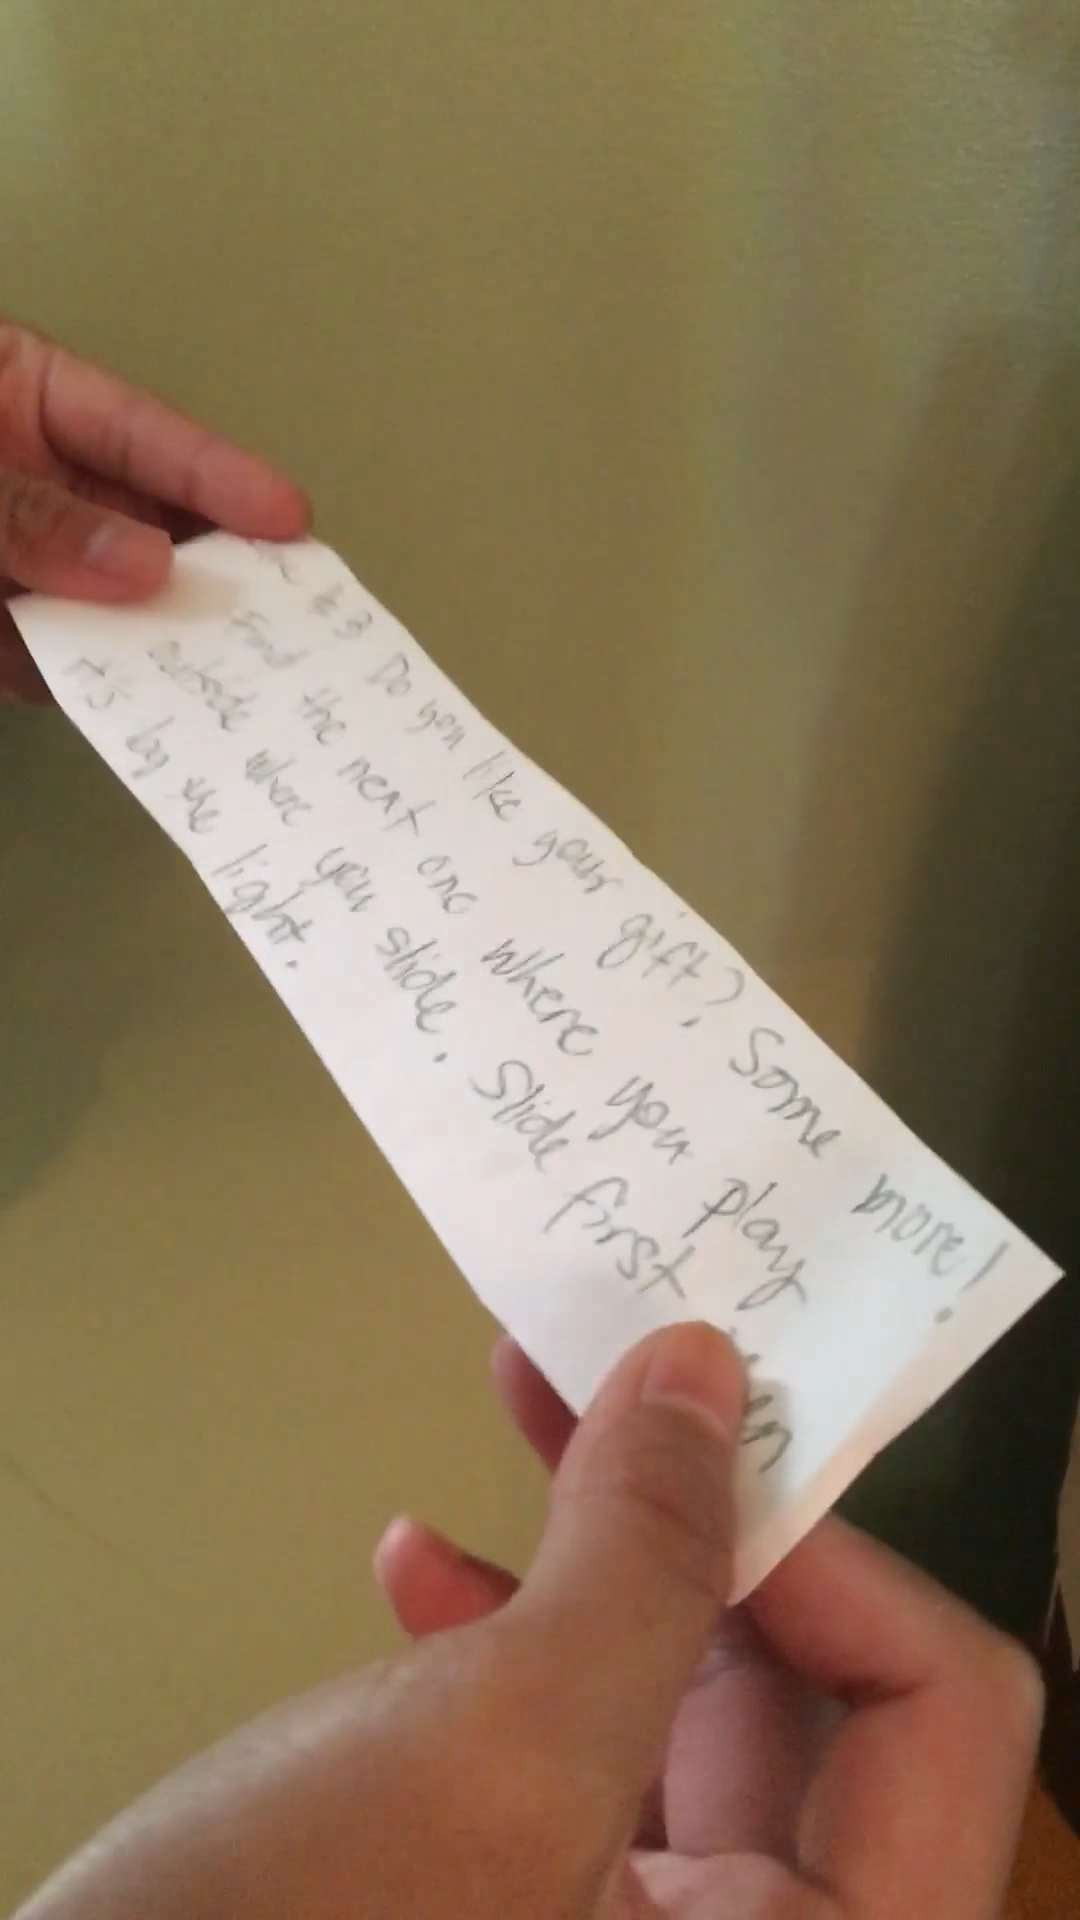 #3 Do you like your gift? Some more!
Find the next one where you play
outside where you slide. Slide first
it's by the light.